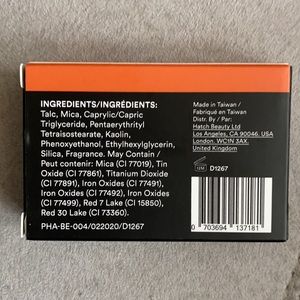 INGREDIENTS/INGRÉDIENTS:
Talc, Mica, Caprylic/Capric
Triglyceride, Pentaerythrityl
Tetraisostearate, Kaolin,
Phenoxyethanol, Ethylhexylglycerin,
Silica, Fragrance. May Contain /
Peut contenir: Mica (CI 77019), Tin
Oxide (CI 77861), Titanium Dioxide
(CI 77891), Iron Oxides (CI
77491), Iron Oxides (CI
77492), Iron Oxides (CI
77499), Red 7 Lake (CI 15850),
Red 30 Lake (CI 73360).
PHA-BE-004/022020/D1267
Made in Taiwan /
Fabriqué en Taiwan
Distr. By / Par:
Hatch Beauty Ltd
Los Angeles, CA 90046. USA
London, WC1N 3AX.
United Kingdom
12M
D1267
0 703694 137181